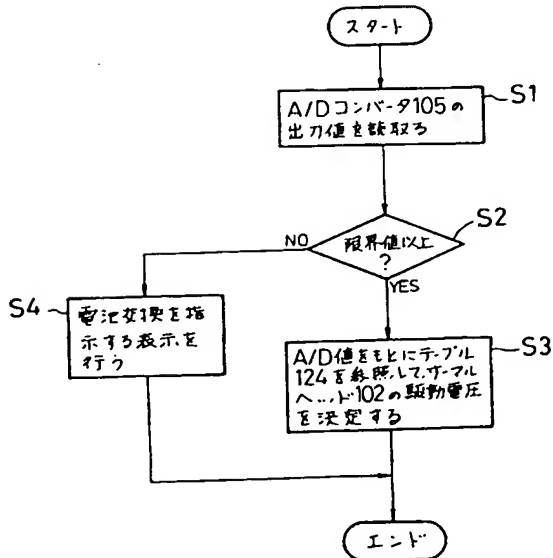 スタート
A/Dコンバータ105の
出力値を読取る
S1
限界値以上
?
S2
NO
YES
S4
電池交換を指
示する表示を
行う
A/D値をもとにテーブル
124を参照して、サーマル
ヘッド102の駆動電圧
を決定する
S3
エンド